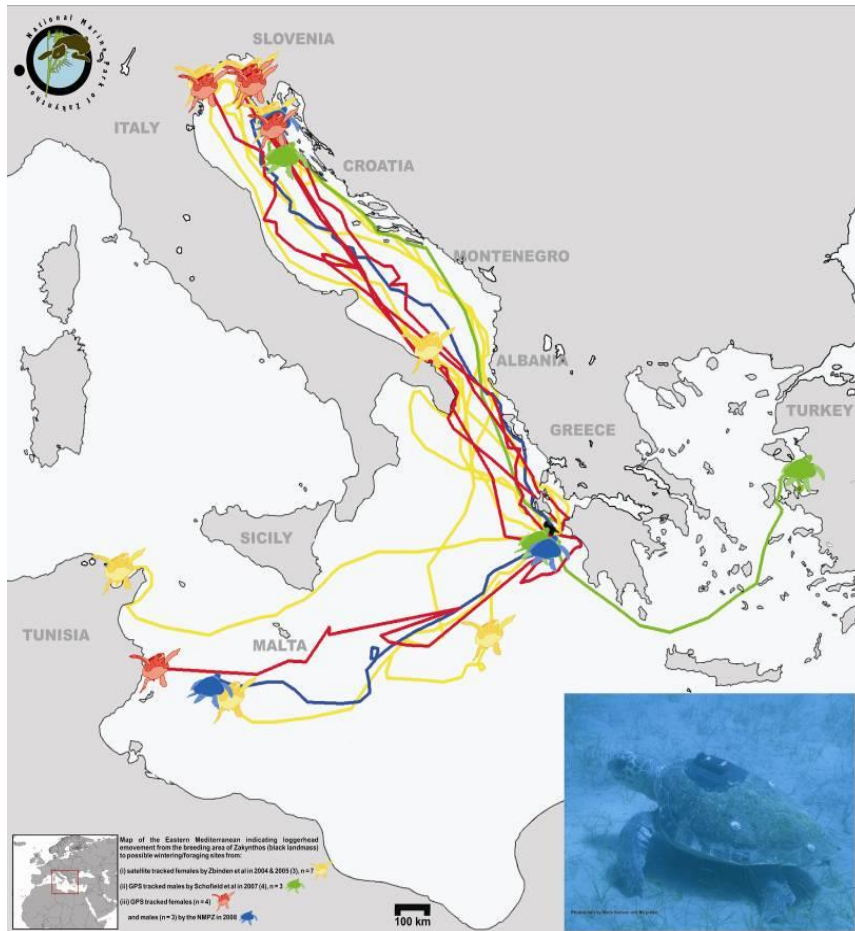 National Marine Park of Zakynthos
SLOVENIA
ITALY
CROATIA
MONTENEGRO
ALBANIA
GREECE
TURKEY
SICILY
TUNISIA
MALTA
Map of the Eastern Mediterranean indicating loggerhead
emovement from the breeding area of Zakynthos (black landmass)
to possible wintering/foraging sites from:
(i) satellite tracked females by Zbinden et al in 2004 & 2005 (3), n = 7
(ii) GPS tracked males by Schofield et al in 2007 (4), n = 3
(iii) GPS tracked females (n = 4)
and males (n = 3) by the NMPZ in 2008
100 km